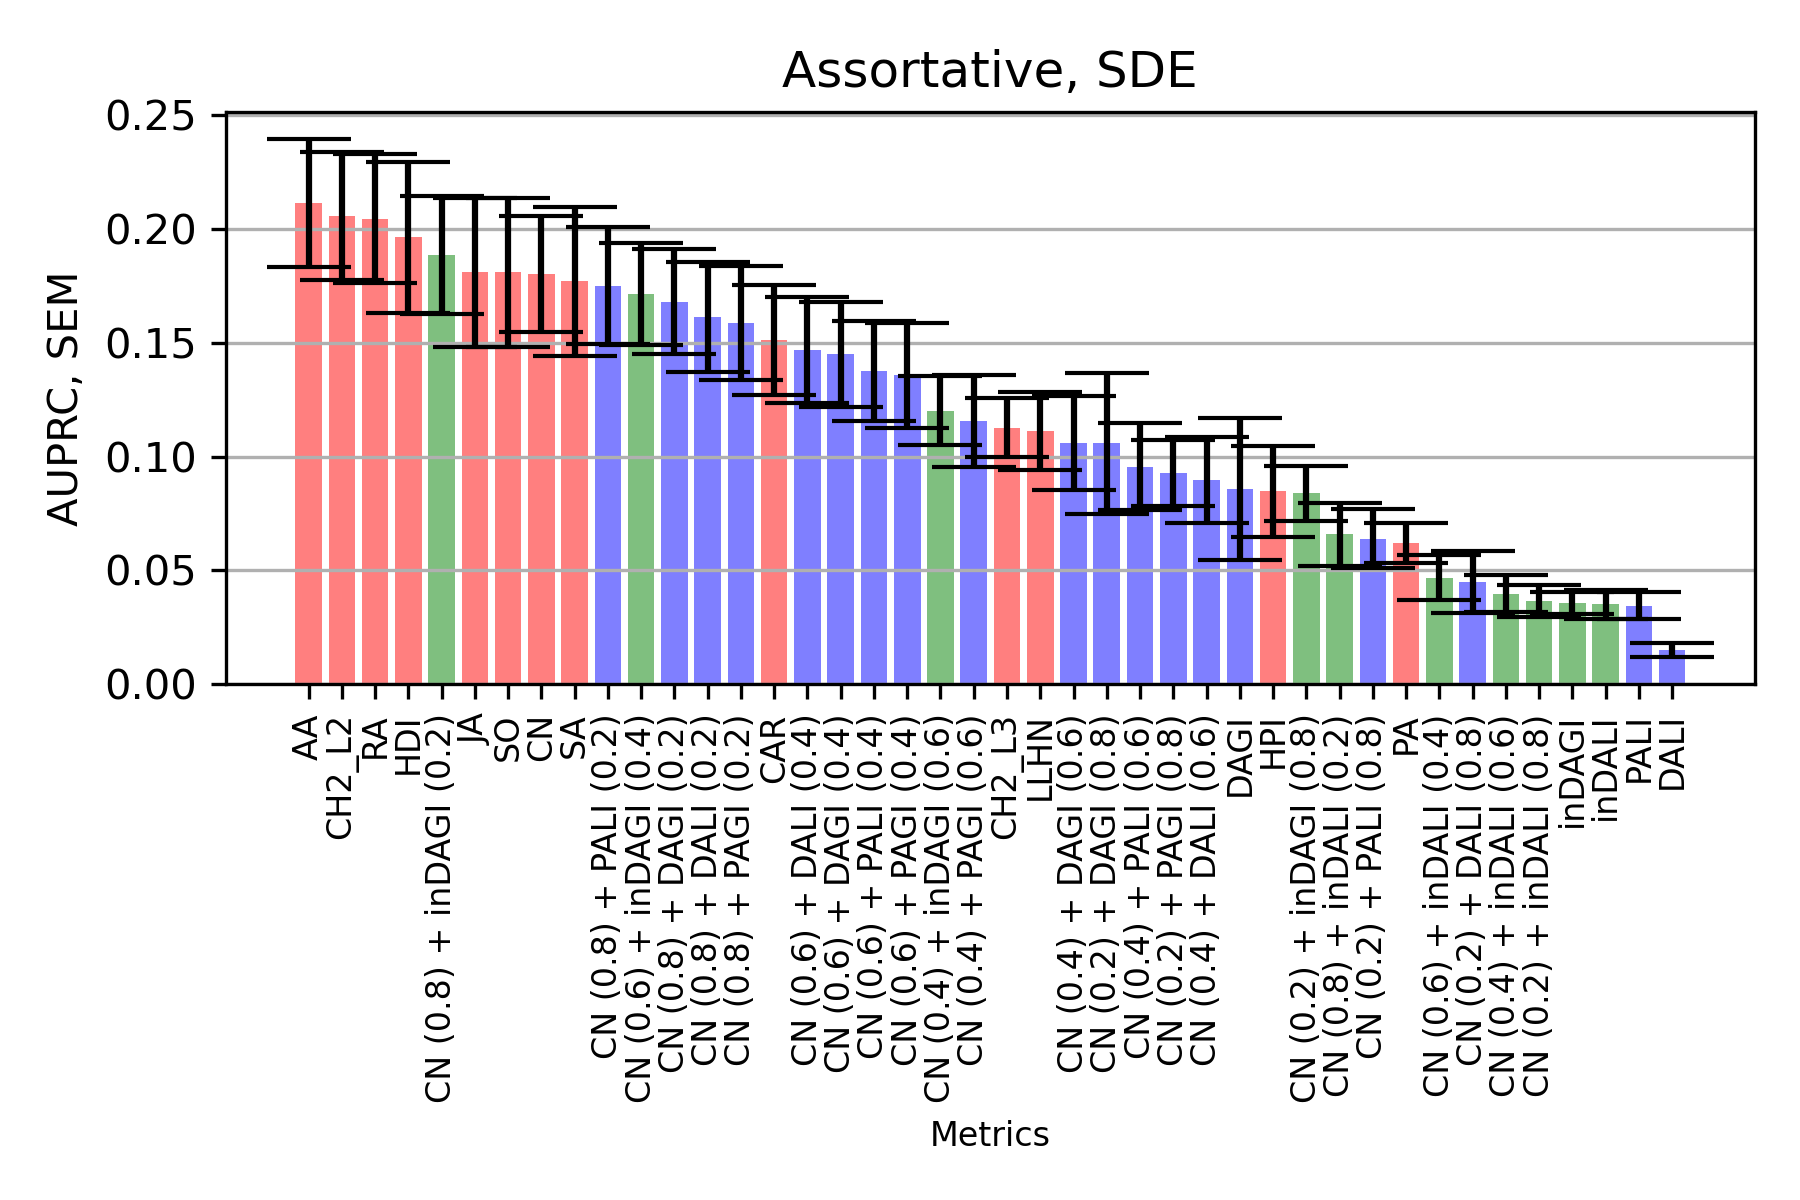 Assortative, SDE
AUPRC, SEM
0.25
0.20
0.15
0.10
0.05
0.00
AA
CH2_L2
RA
HDI
CN (0.8) + inDAGI (0.2)
JA
SO
CN
SA
CN (0.8) + PALI (0.2)
CN (0.6) + inDAGI (0.4)
CN (0.8) + DAGI (0.2)
CN (0.8) + DALI (0.2)
CN (0.8) + PAGI (0.2)
CAR
CN (0.6) + DALI (0.4)
CN (0.6) + DAGI (0.4)
CN (0.6) + PALI (0.4)
CN (0.6) + PAGI (0.4)
CN (0.4) + inDAGI (0.6)
CN (0.4) + PAGI (0.6)
CH2_L3
LLHN
CN (0.4) + DAGI (0.6)
CN (0.2) + DAGI (0.8)
CN (0.4) + PALI (0.6)
CN (0.2) + PAGI (0.8)
CN (0.4) + DALI (0.6)
DAGI
HPI
CN (0.2) + inDAGI (0.8)
CN (0.8) + inDALI (0.2)
CN (0.2) + PALI (0.8)
PA
CN (0.6) + inDALI (0.4)
CN (0.2) + DALI (0.8)
CN (0.4) + inDALI (0.6)
CN (0.2) + inDALI (0.8)
inDAGI
inDALI
PALI
DALI
Metrics